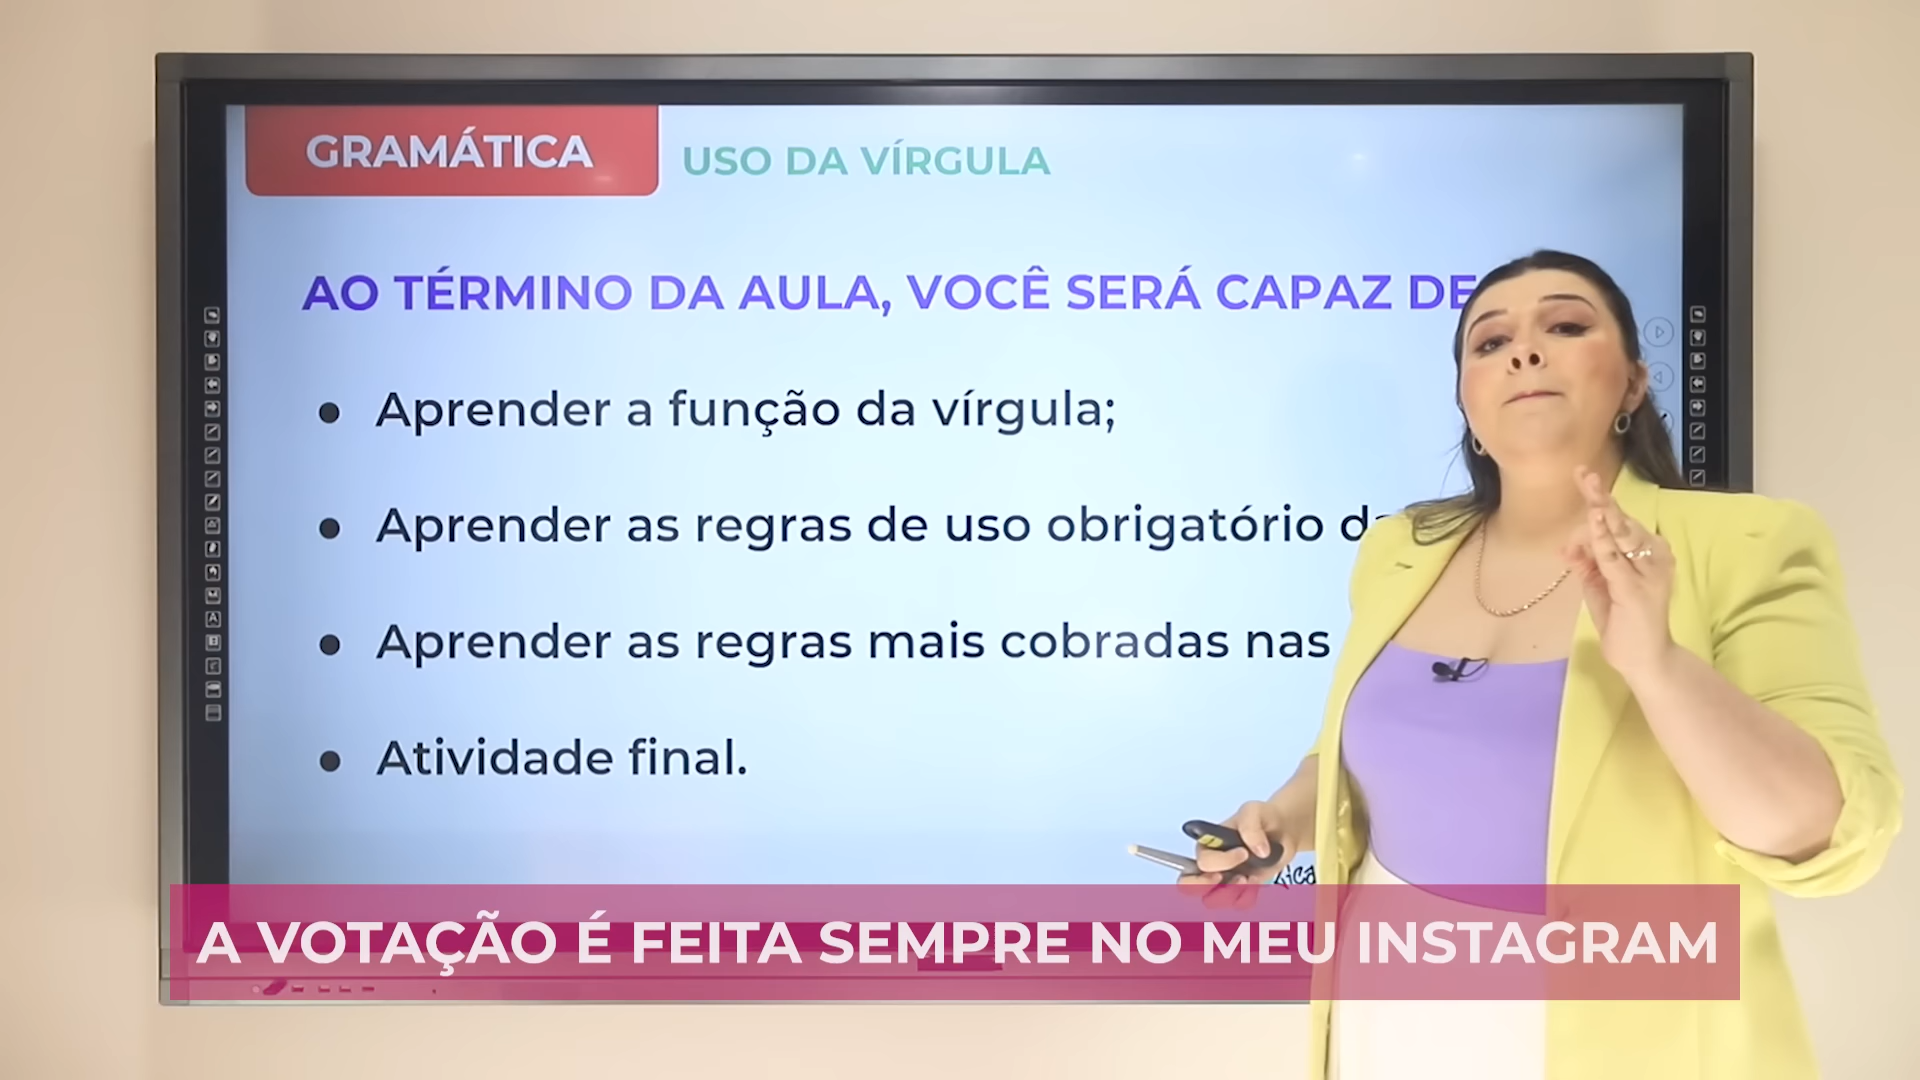 GRAMÁTICA
USO DA VÍRGULA
AO TÉRMINO DA AULA, VOCÊ SERÁ CAPAZ DE
Aprender a função da vírgula;
Aprender as regras de uso obrigatório
Aprender as regras mais cobradas nas
Atividade final.
A VOTAÇÃO É FEITA SEMPRE NO MEU INSTAGRAM